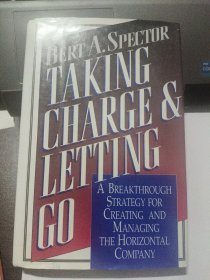 BERT A. SPECTOR
TAKING
CHARGE &
LETTING
GO
A BREAKTHROUGH
STRATEGY FOR
CREATING AND
MANAGING
THE HORIZONTAL
COMPANY